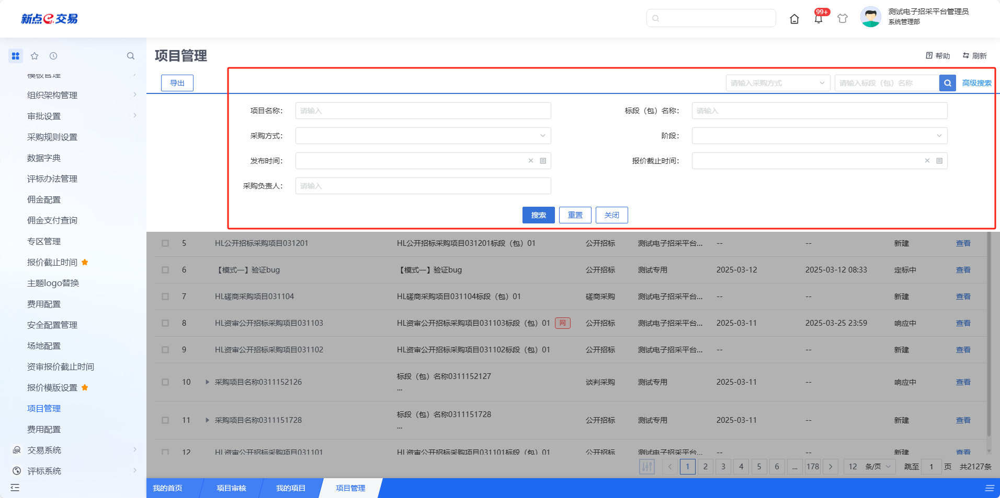 新点e交易
99+
测试电子招采平台管理员
系统管理部
项目管理
帮助
刷新
模板管理
组织架构管理
审批设置
采购规则设置
数据字典
评标办法管理
佣金配置
佣金支付查询
专区管理
报价截止时间
主题logo替换
费用配置
安全配置管理
场地配置
资审报价截止时间
报价模版设置
项目管理
费用配置
交易系统
评标系统
导出
请输入采购方式
请输入标段（包）名称
高级搜索
项目名称：
请输入
标段（包）名称：
请输入
采购方式：
阶段：
发布时间：
报价截止时间：
采购负责人：
请输入
搜索
重置
关闭
5 HL公开招标采购项目031201 HL公开招标采购项目031201标段（包）01 公开招标 测试电子招采平台... -- -- 新建 查看
6 【模式一】验证bug 【模式一】验证bug 公开招标 测试专用 2025-03-12 2025-03-12 08:33 定标中 查看
7 HL磋商采购项目031104 HL磋商采购项目031104标段（包）01 磋商采购 测试电子招采平台... -- -- 新建 查看
8 HL资审公开招标采购项目031103 HL资审公开招标采购项目031103标段（包）01 网 公开招标 测试电子招采平台... 2025-03-11 2025-03-25 23:59 响应中 查看
9 HL资审公开招标采购项目031102 HL资审公开招标采购项目031102标段（包）01 公开招标 测试电子招采平台... -- -- 新建 查看
10 采购项目名称0311152126 标段（包）名称0311152127 谈判采购 测试专用 2025-03-11 -- 响应中 查看
...
11 采购项目名称0311151728 标段（包）名称0311151728 公开招标 测试专用 2025-03-11 -- 新建 查看
...
12 HL资审公开招标采购项目031101 HL资审公开招标采购项目031101标段（包）01 公开招标 测试电子招采平台... -- -- 新建 查看
1 2 3 4 5 6 ... 178 12 条/页 跳至 1 页 共2127条
我的首页
项目审核
我的项目
项目管理